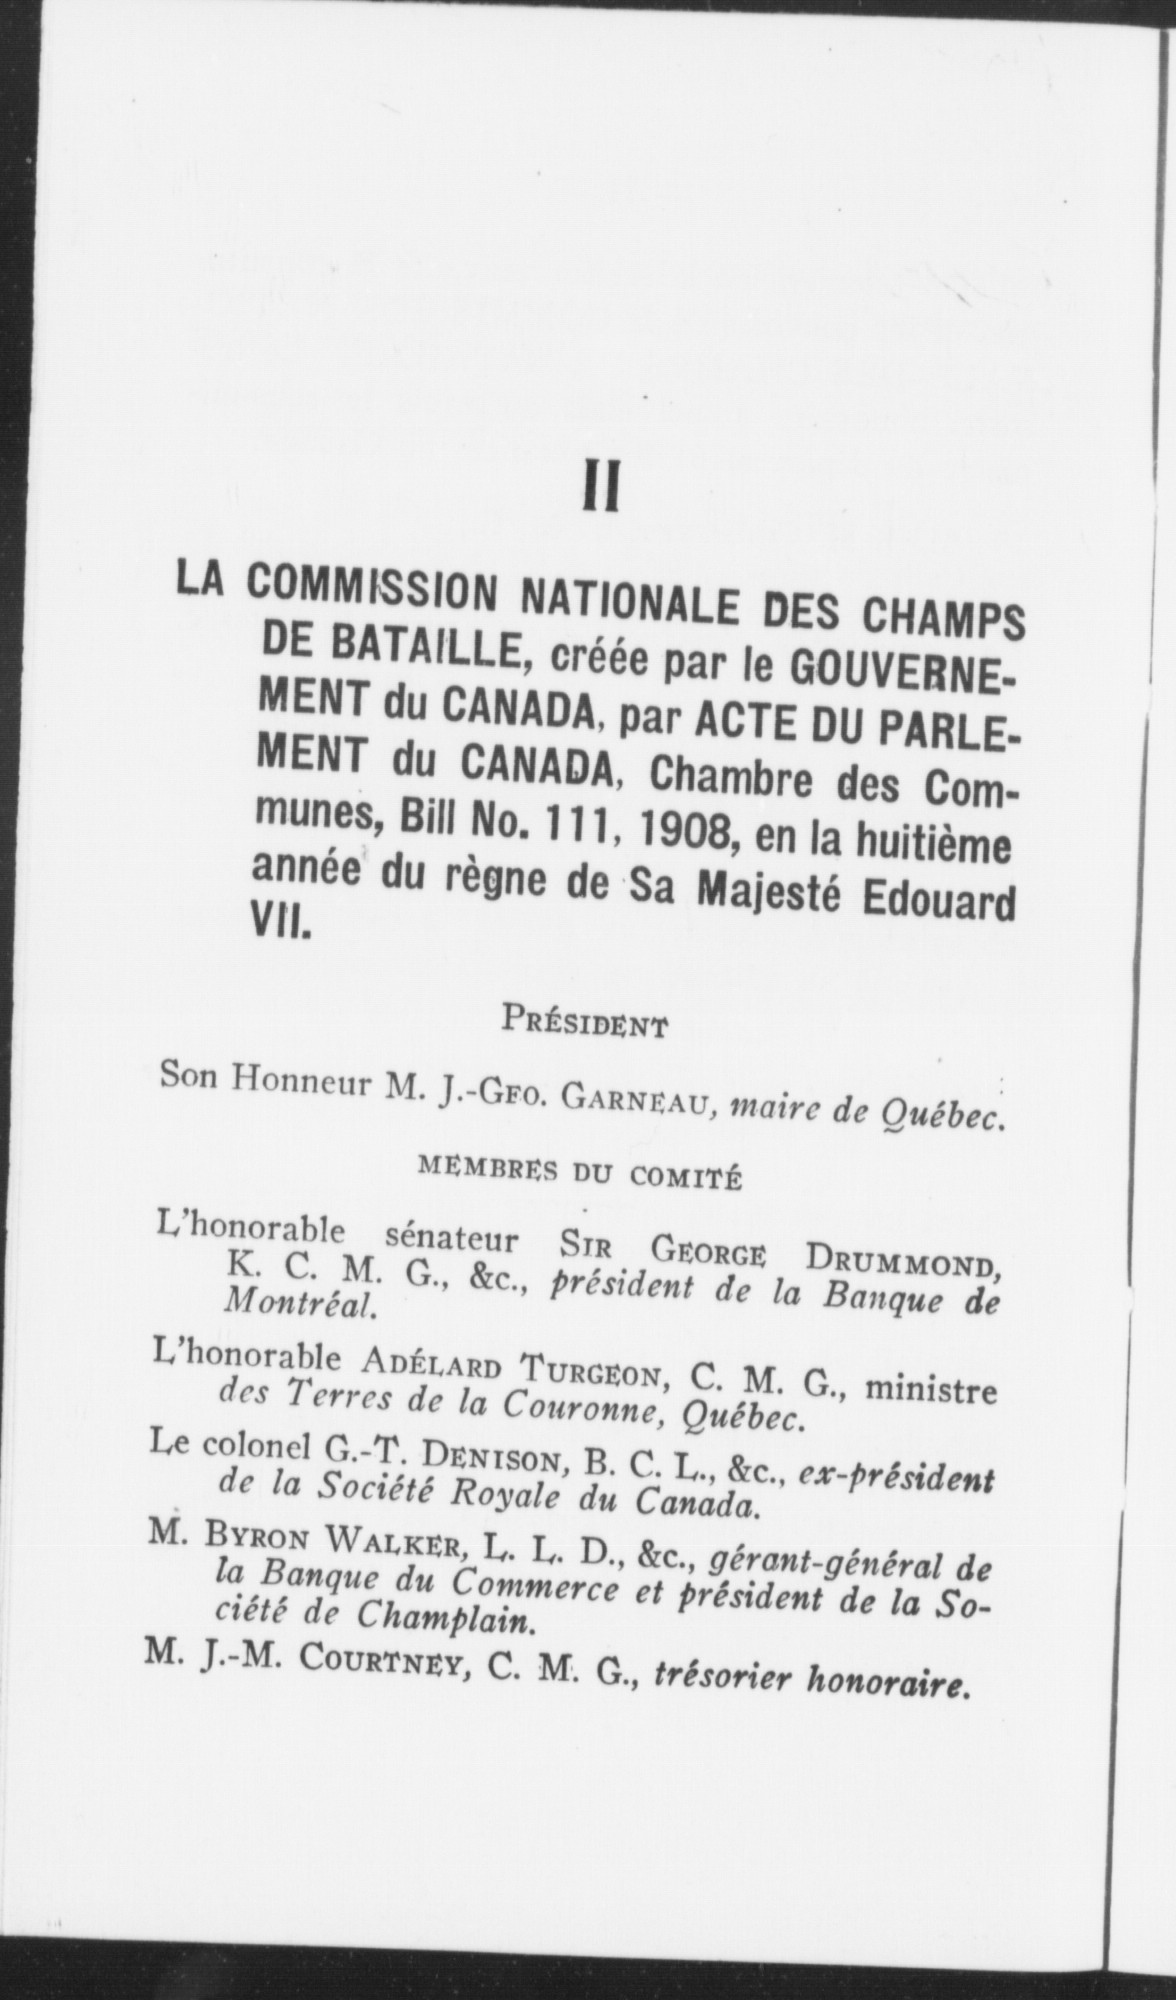 II
LA COMMISSION NATIONALE DES CHAMPS
DE BATAILLE, créée par le GOUVERNE-
MENT du CANADA, par ACTE DU PARLE-
MENT du CANADA, Chambre des Com-
munes, Bill No. 111, 1908, en la huitième
année du règne de Sa Majesté Edouard
VII.
PRÉSIDENT
Son Honneur M. J.-GEO. GARNEAU, maire de Québec.
MEMBRES DU COMITÉ
L'honorable sénateur SIR GEORGE DRUMMOND,
K. C. M. G., &c., président de la Banque de
Montréal.
L'honorable ADÉLARD TURGEON, C. M. G., ministre
des Terres de la Couronne, Québec.
Le colonel G.-T. DENISON, B. C. L., &c., ex-président
de la Société Royale du Canada.
M. BYRON WALKER, L. L. D., &c., gérant-général de
la Banque du Commerce et président de la So-
ciété de Champlain.
M. J.-M. COURTNEY, C. M. G., trésorier honoraire.